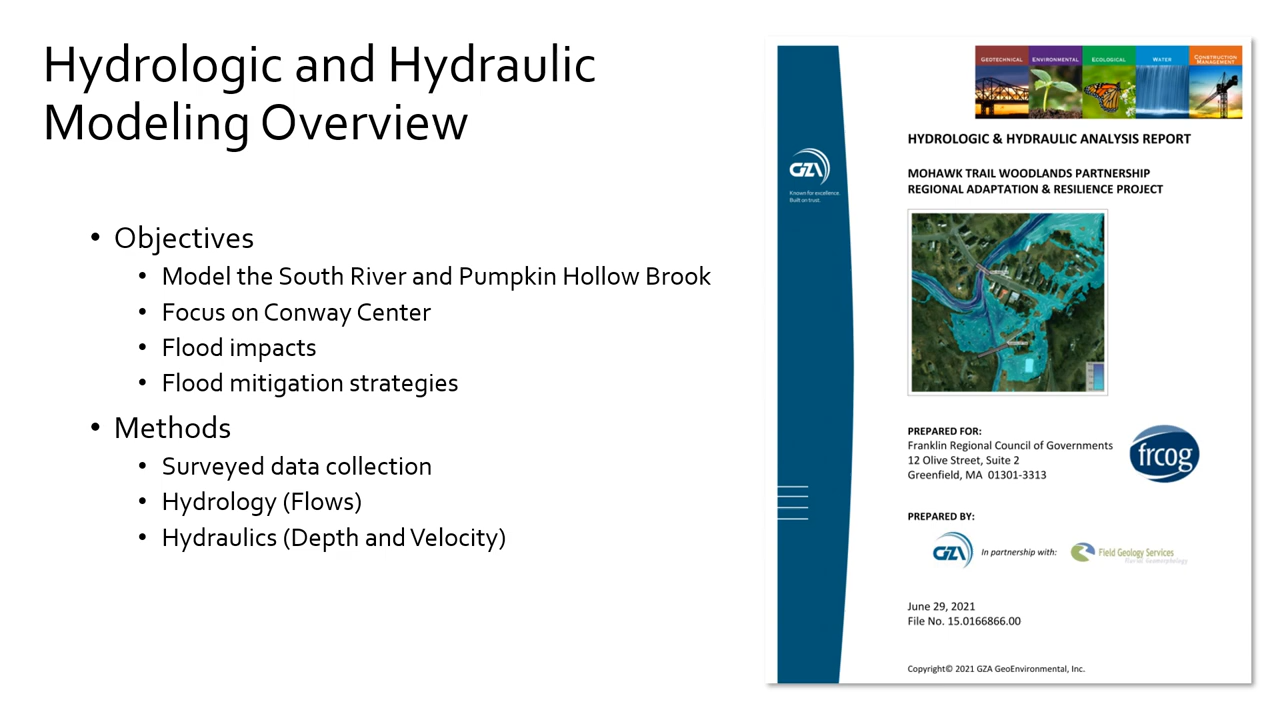 Hydrologic and Hydraulic
Modeling Overview
• Objectives
• Model the South River and Pumpkin Hollow Brook
• Focus on Conway Center
• Flood impacts
• Flood mitigation strategies
• Methods
• Surveyed data collection
• Hydrology (Flows)
• Hydraulics (Depth and Velocity)
GEOTECHNICAL ENVIRONMENTAL ECOLOGICAL WATER CONSTRUCTION MANAGEMENT
GZA
Known for excellence.
Built on trust.
HYDROLOGIC & HYDRAULIC ANALYSIS REPORT
MOHAWK TRAIL WOODLANDS PARTNERSHIP
REGIONAL ADAPTATION & RESILIENCE PROJECT
PREPARED FOR:
Franklin Regional Council of Governments
12 Olive Street, Suite 2
Greenfield, MA 01301-3313
frcog
PREPARED BY:
GZA In partnership with: Field Geology Services
fluvial geomorphology
June 29, 2021
File No. 15.0166866.00
Copyright© 2021 GZA GeoEnvironmental, Inc.